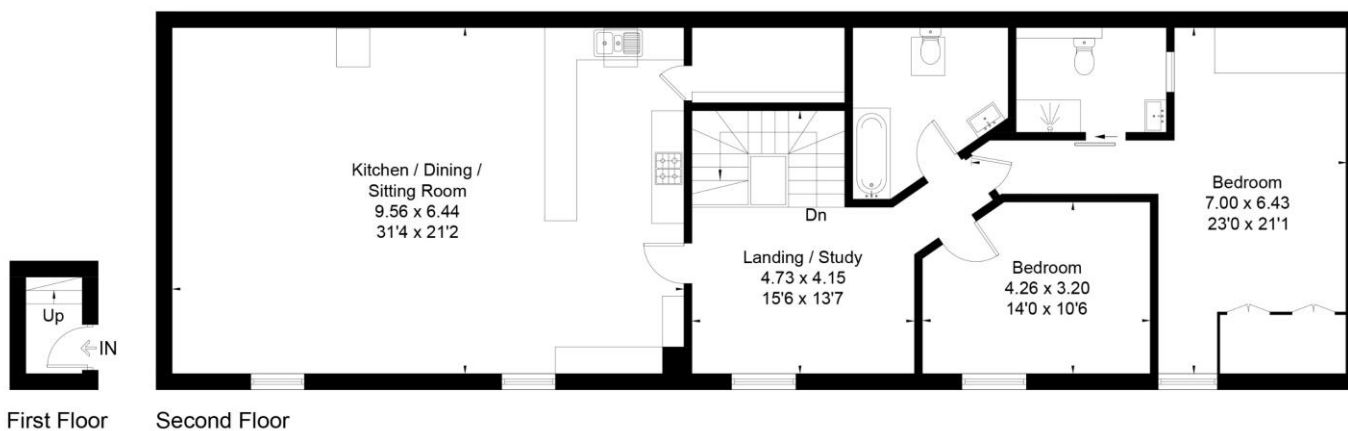 Kitchen / Dining /
Sitting Room
9.56 x 6.44
31'4 x 21'2
Dn
Landing / Study
4.73 x 4.15
15'6 x 13'7
Bedroom
4.26 x 3.20
14'0 x 10'6
Bedroom
7.00 x 6.43
23'0 x 21'1
Up
IN
First Floor
Second Floor